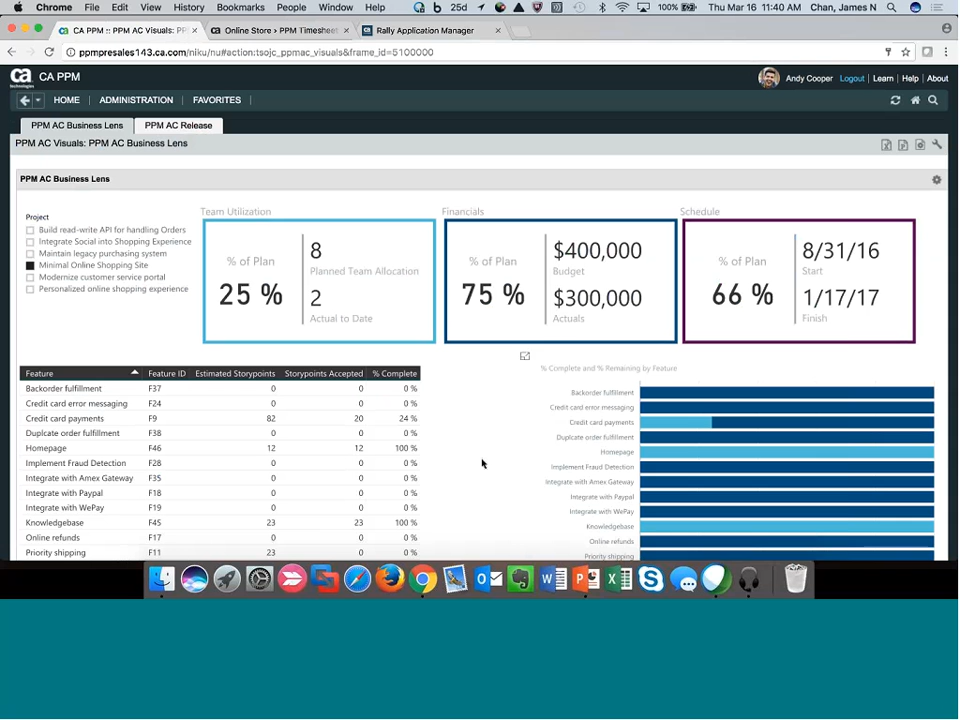 Chrome File Edit View History Bookmarks People Window Help 25d 100% Thu Mar 16 11:40 AM Chan, James N
CA PPM :: PPM AC Visuals: PP Online Store › PPM Timesheet Rally Application Manager
ppmpresales143.ca.com/niku/nu#action:tsojc_ppmac_visuals&frame_id=5100000
ca technologies CA PPM Andy Cooper Logout Learn Help About
HOME ADMINISTRATION FAVORITES
PPM AC Business Lens PPM AC Release
PPM AC Visuals: PPM AC Business Lens
PPM AC Business Lens
Project
Build read-write API for handling Orders
Integrate Social into Shopping Experience
Maintain legacy purchasing system
Minimal Online Shopping Site
Modernize customer service portal
Personalized online shopping experience
Team Utilization
% of Plan
25 %
8
Planned Team Allocation
2
Actual to Date
Financials
% of Plan
75 %
$400,000
Budget
$300,000
Actuals
Schedule
% of Plan
66 %
8/31/16
Start
1/17/17
Finish
Feature Feature ID Estimated Storypoints Storypoints Accepted % Complete
Backorder fulfillment F37 0 0 0 %
Credit card error messaging F24 0 0 0 %
Credit card payments F9 82 20 24 %
Duplcate order fulfillment F38 0 0 0 %
Homepage F46 12 12 100 %
Implement Fraud Detection F28 0 0 0 %
Integrate with Amex Gateway F35 0 0 0 %
Integrate with Paypal F18 0 0 0 %
Integrate with WePay F19 0 0 0 %
Knowledgebase F45 23 23 100 %
Online refunds F17 0 0 0 %
Priority shipping F11 23 0 0 %
% Complete and % Remaining by Feature
Backorder fulfillment
Credit card error messaging
Credit card payments
Duplcate order fulfillment
Homepage
Implement Fraud Detection
Integrate with Amex Gateway
Integrate with Paypal
Integrate with WePay
Knowledgebase
Online refunds
Priority shipping